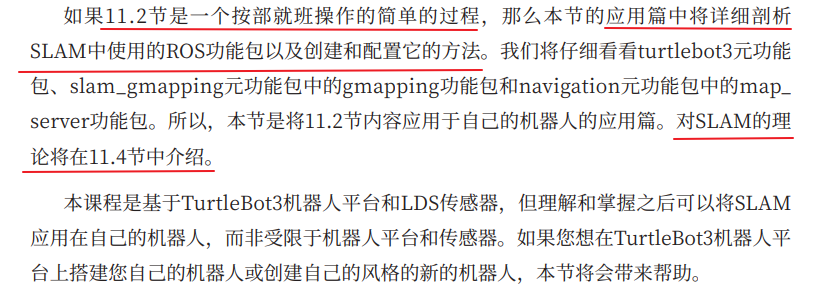 如果11.2节是一个按部就班操作的简单的过程，那么本节的应用篇中将详细剖析
SLAM中使用的ROS功能包以及创建和配置它的方法。我们将仔细看看turtlebot3元功能
包、slam_gmapping元功能包中的gmapping功能包和navigation元功能包中的map_
server功能包。所以，本节是将11.2节内容应用于自己的机器人的应用篇。对SLAM的理
论将在11.4节中介绍。
本课程是基于TurtleBot3机器人平台和LDS传感器，但理解和掌握之后可以将SLAM
应用在自己的机器人，而非受限于机器人平台和传感器。如果您想在TurtleBot3机器人平
台上搭建您自己的机器人或创建自己的风格的新的机器人，本节将会带来帮助。